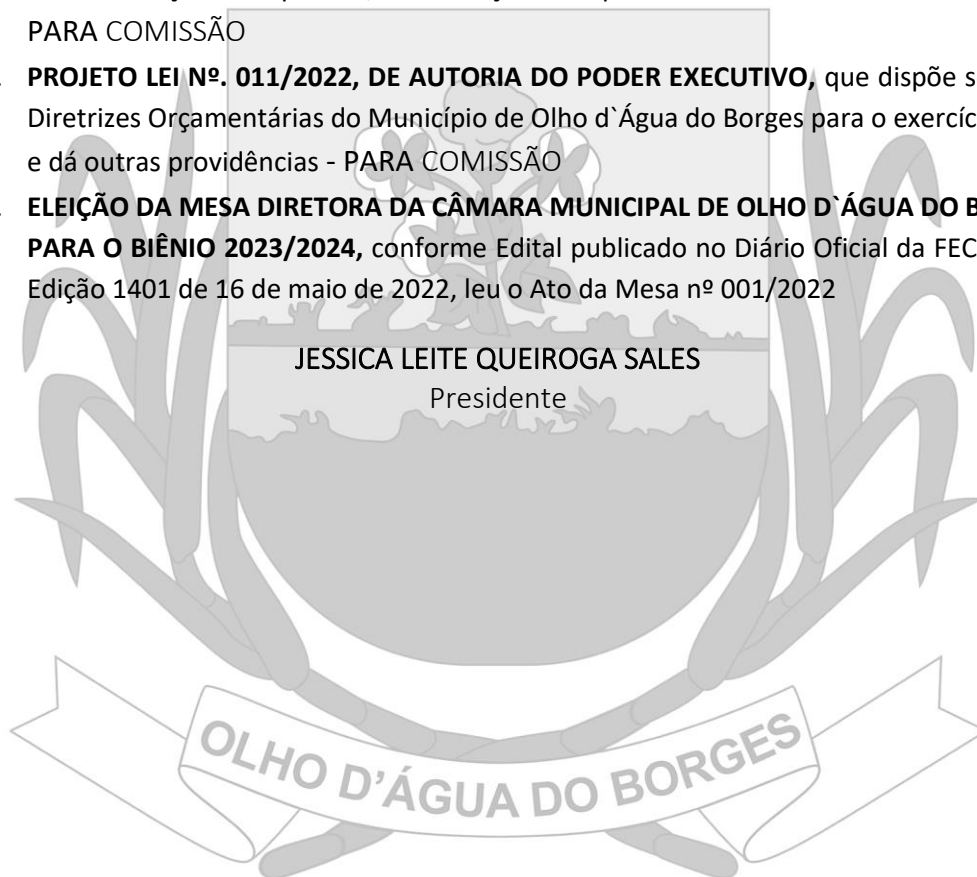 PARA COMISSÃO
PROJETO LEI Nº. 011/2022, DE AUTORIA DO PODER EXECUTIVO, que dispõe
Diretrizes Orçamentárias do Município de Olho d`Água do Borges para o
e dá outras providências - PARA COMISSÃO
ELEIÇÃO DA MESA DIRETORA DA CÂMARA MUNICIPAL DE OLHO D`ÁGUA DO
PARA O BIÊNIO 2023/2024, conforme Edital publicado no Diário Oficial da
Edição 1401 de 16 de maio de 2022, leu o Ato da Mesa nº 001/2022
JESSICA LEITE QUEIROGA SALES
Presidente
OLHO D'ÁGUA DO BORGES